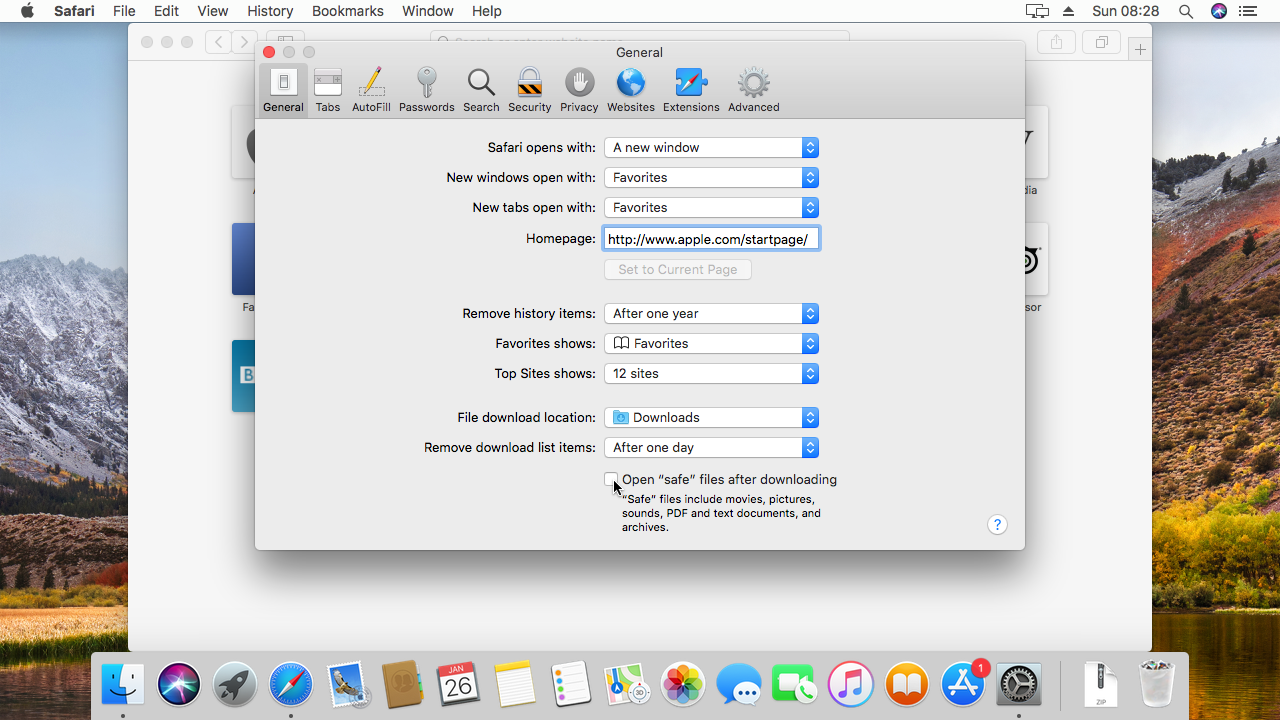 Safari File Edit View History Bookmarks Window Help Sun 08:28
General
General Tabs AutoFill Passwords Search Security Privacy Websites Extensions Advanced
Safari opens with: A new window
New windows open with: Favorites
New tabs open with: Favorites
Homepage: http://www.apple.com/startpage/
Set to Current Page
Remove history items: After one year
Favorites shows: Favorites
Top Sites shows: 12 sites
File download location: Downloads
Remove download list items: After one day
Open “safe” files after downloading
“Safe” files include movies, pictures,
sounds, PDF and text documents, and
archives.
?
JAN
26
1
ZIP